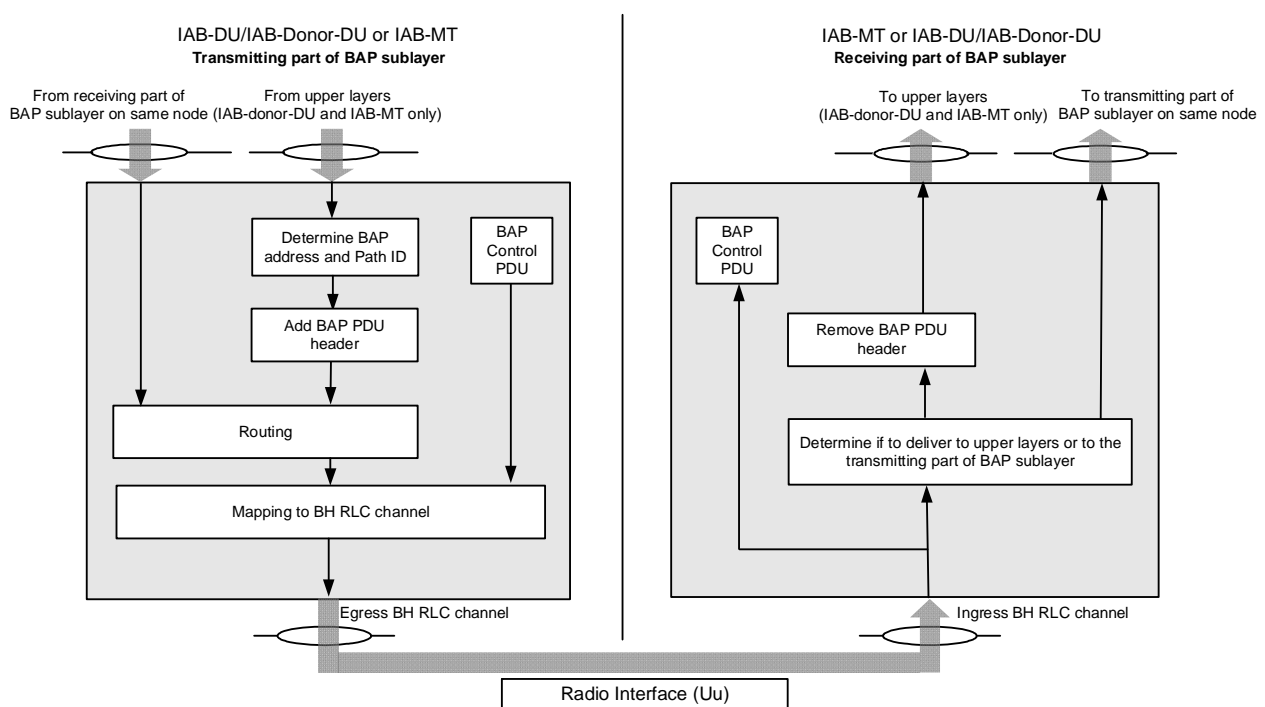 IAB-DU/IAB-Donor-DU or IAB-MT
Transmitting part of BAP sublayer
From receiving part of
BAP sublayer on same node
From upper layers
(IAB-donor-DU and IAB-MT only)
Determine BAP
address and Path ID
BAP
Control
PDU
Add BAP PDU
header
Routing
Mapping to BH RLC channel
Egress BH RLC channel
IAB-MT or IAB-DU/IAB-Donor-DU
Receiving part of BAP sublayer
To upper layers
(IAB-donor-DU and IAB-MT only)
To transmitting part of
BAP sublayer on same node
BAP
Control
PDU
Remove BAP PDU
header
Determine if to deliver to upper layers or to the
transmitting part of BAP sublayer
Ingress BH RLC channel
Radio Interface (Uu)